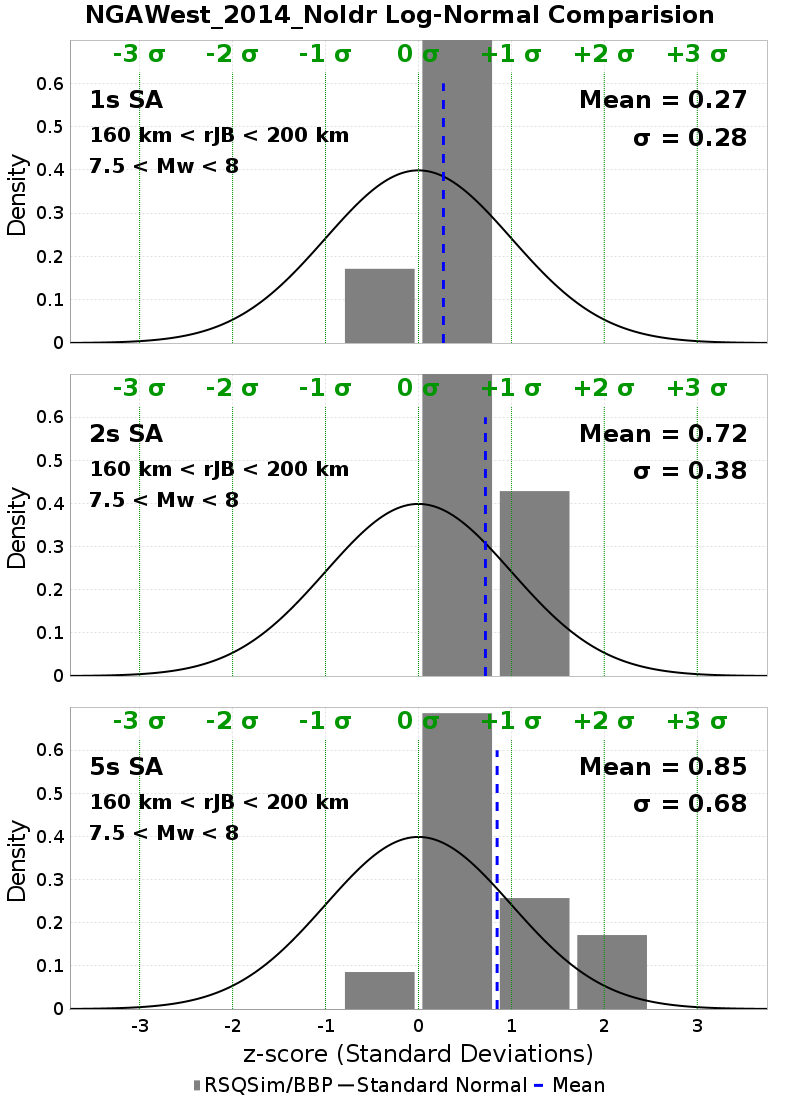 NGAWest_2014_NoIdr Log-Normal Comparision
-3 σ -2 σ -1 σ 0 σ +1 σ +2 σ +3 σ
1s SA
160 km < rJB < 200 km
7.5 < Mw < 8
Mean = 0.27
σ = 0.28
Density
0.6
0.5
0.4
0.3
0.2
0.1
0
-3 σ -2 σ -1 σ 0 σ +1 σ +2 σ +3 σ
2s SA
160 km < rJB < 200 km
7.5 < Mw < 8
Mean = 0.72
σ = 0.38
Density
0.6
0.5
0.4
0.3
0.2
0.1
0
-3 σ -2 σ -1 σ 0 σ +1 σ +2 σ +3 σ
5s SA
160 km < rJB < 200 km
7.5 < Mw < 8
Mean = 0.85
σ = 0.68
Density
0.6
0.5
0.4
0.3
0.2
0.1
0
-3 -2 -1 0 1 2 3
z-score (Standard Deviations)
RSQSim/BBP Standard Normal Mean